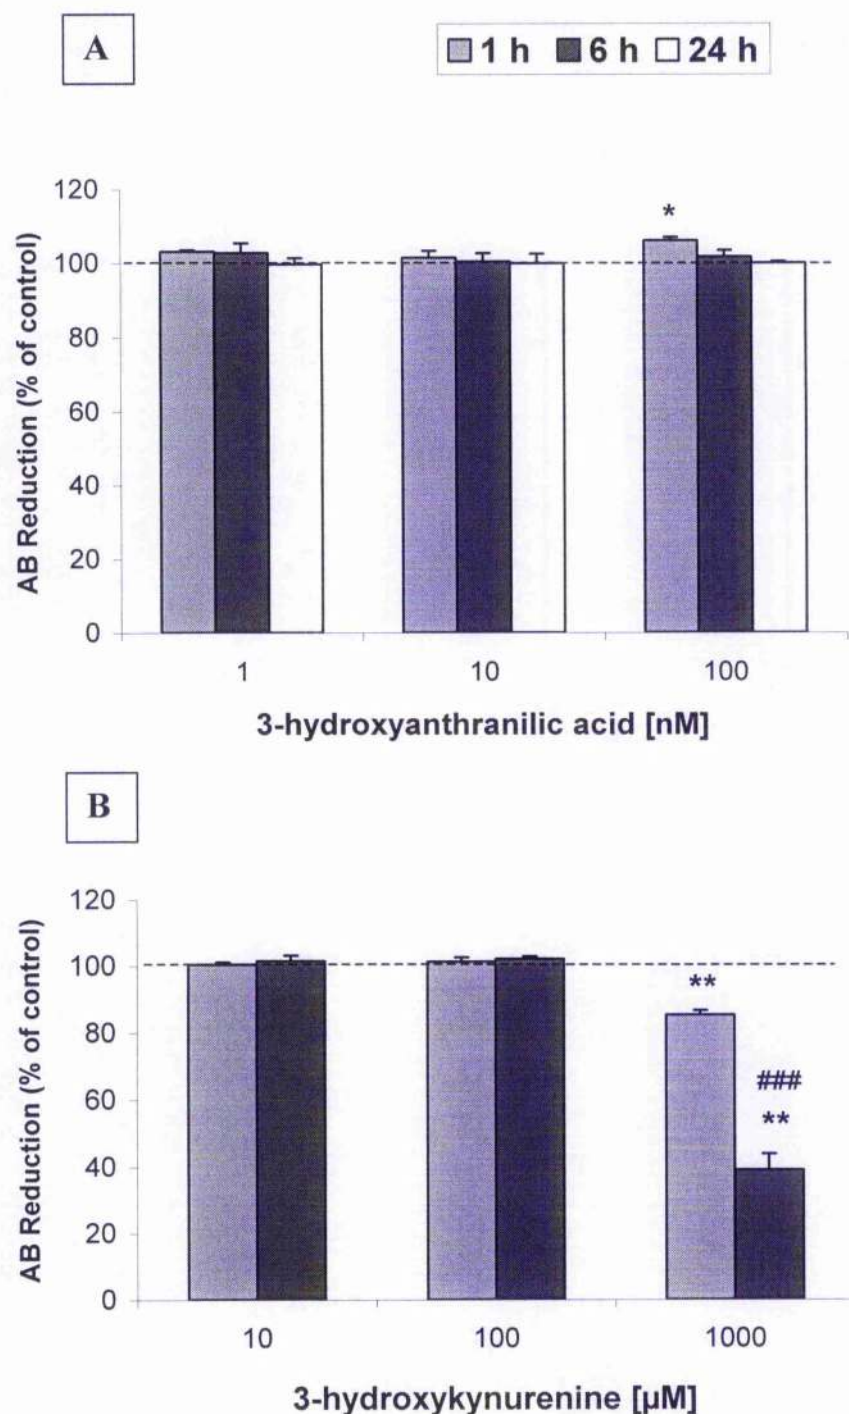 A
1 h 6 h 24 h
AB Reduction (% of control)
120
100
80
60
40
20
0
*
1 10 100
3-hydroxyanthranilic acid [nM]
B
AB Reduction (% of control)
120
100
80
60
40
20
0
**
###
**
10 100 1000
3-hydroxykynurenine [µM]